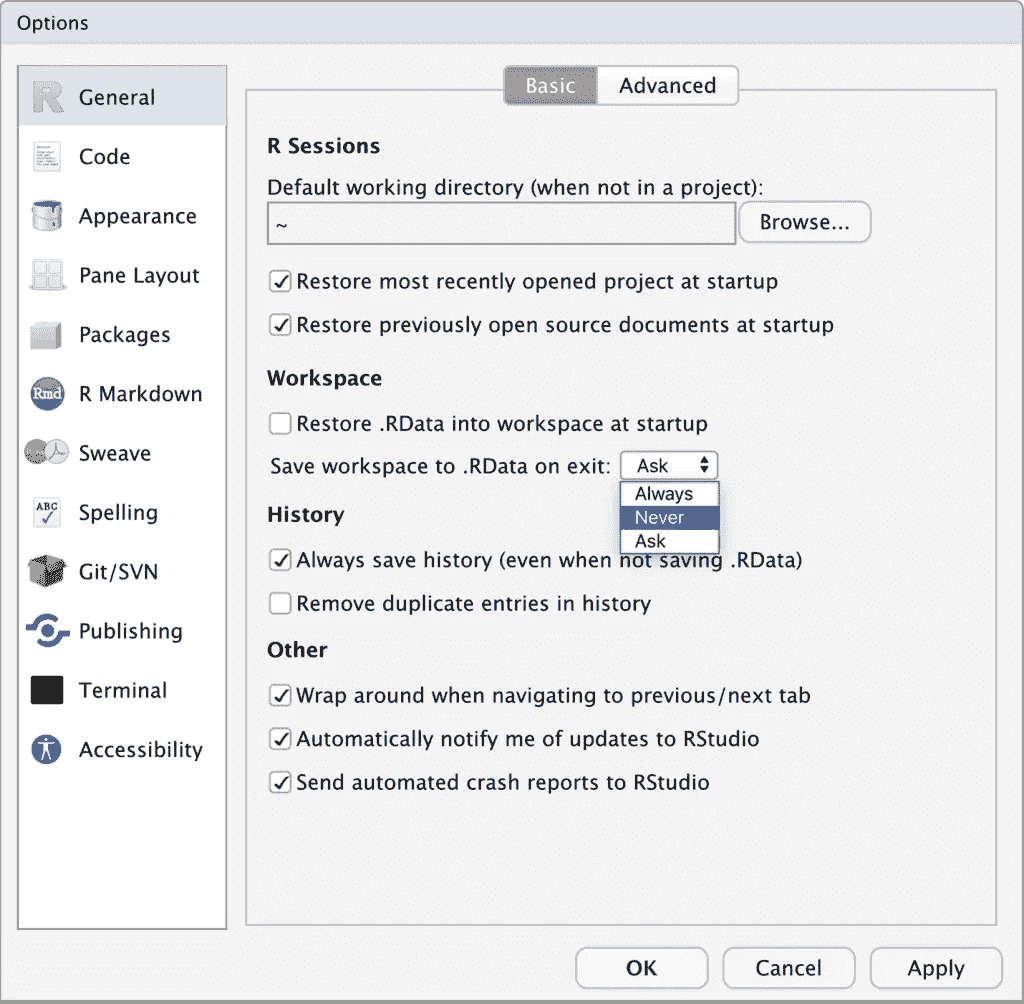 Options
General
Code
Appearance
Pane Layout
Packages
R Markdown
Sweave
Spelling
Git/SVN
Publishing
Terminal
Accessibility
Basic Advanced
R Sessions
Default working directory (when not in a project):
~ Browse...
Restore most recently opened project at startup
Restore previously open source documents at startup
Workspace
Restore .RData into workspace at startup
Save workspace to .RData on exit: Ask
Always
Never
Ask
History
Always save history (even when not saving .RData)
Remove duplicate entries in history
Other
Wrap around when navigating to previous/next tab
Automatically notify me of updates to RStudio
Send automated crash reports to RStudio
OK Cancel Apply
R
Rmd
ABC